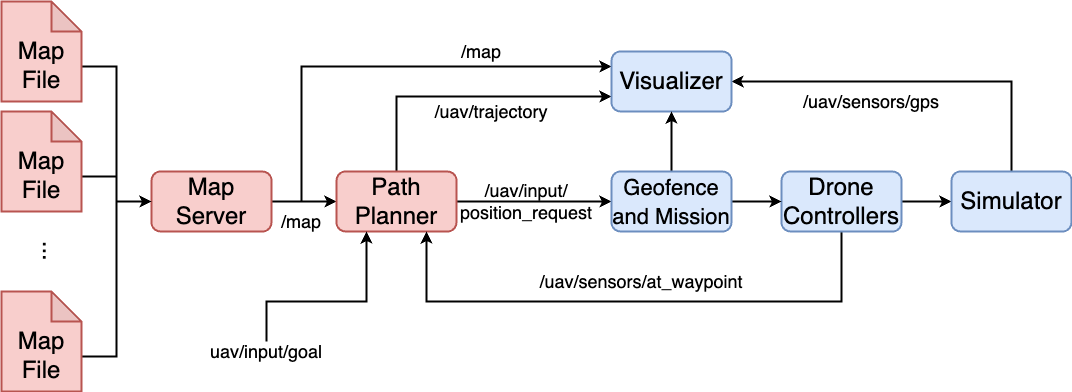 Map
File
Map
File
⋮
Map
File
Map
Server
/map
/map
Path
Planner
/uav/trajectory
uav/input/goal
/uav/input/
position_request
Visualizer
Geofence
and Mission
Drone
Controllers
Simulator
/uav/sensors/gps
/uav/sensors/at_waypoint